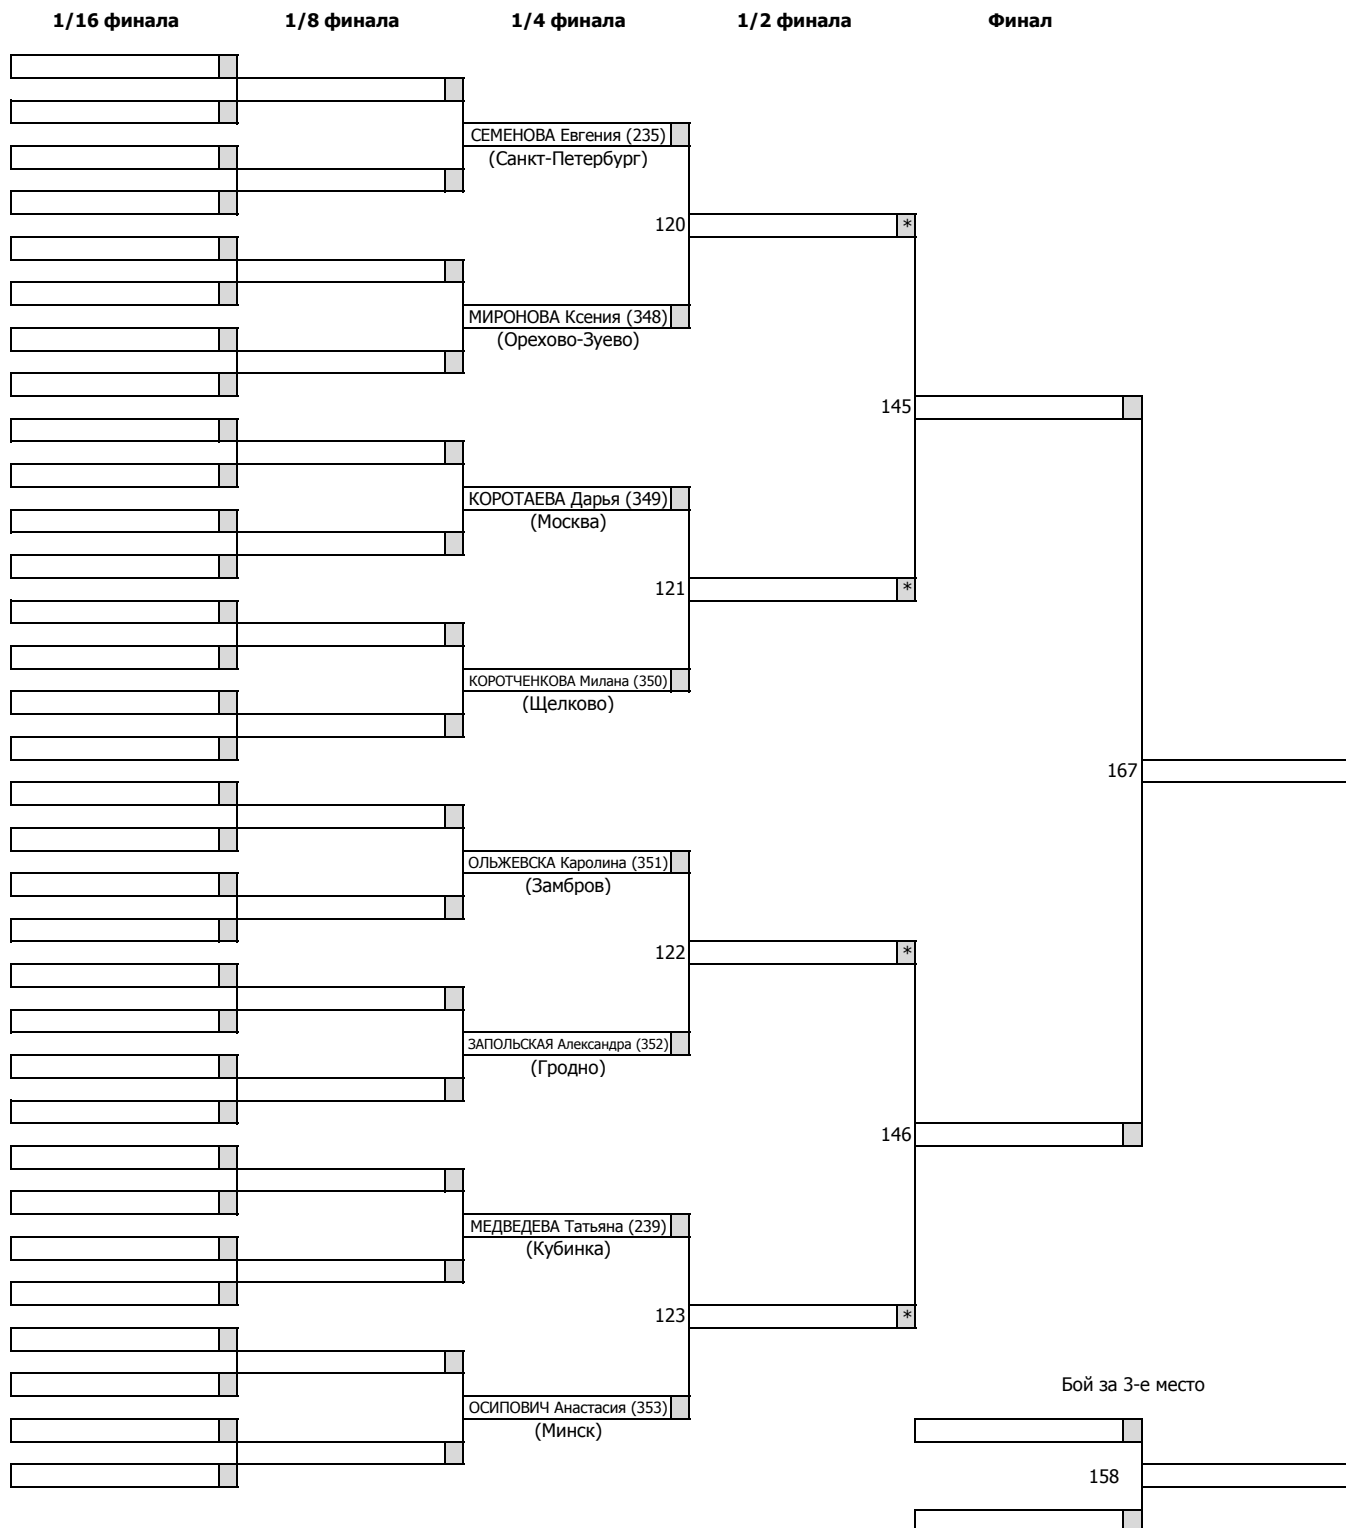 1/16 финала 1/8 финала 1/4 финала 1/2 финала Финал
СЕМЕНОВА Евгения (235)
(Санкт-Петербург)
120
*
МИРОНОВА Ксения (348)
(Орехово-Зуево)
145
КОРОТАЕВА Дарья (349)
(Москва)
121
*
КОРОТЧЕНКОВА Милана (350)
(Щелково)
167
ОЛЬЖЕВСКА Каролина (351)
(Замбров)
122
*
ЗАПОЛЬСКАЯ Александра (352)
(Гродно)
146
МЕДВЕДЕВА Татьяна (239)
(Кубинка)
123
*
Бой за 3-е место
ОСИПОВИЧ Анастасия (353)
(Минск)
158